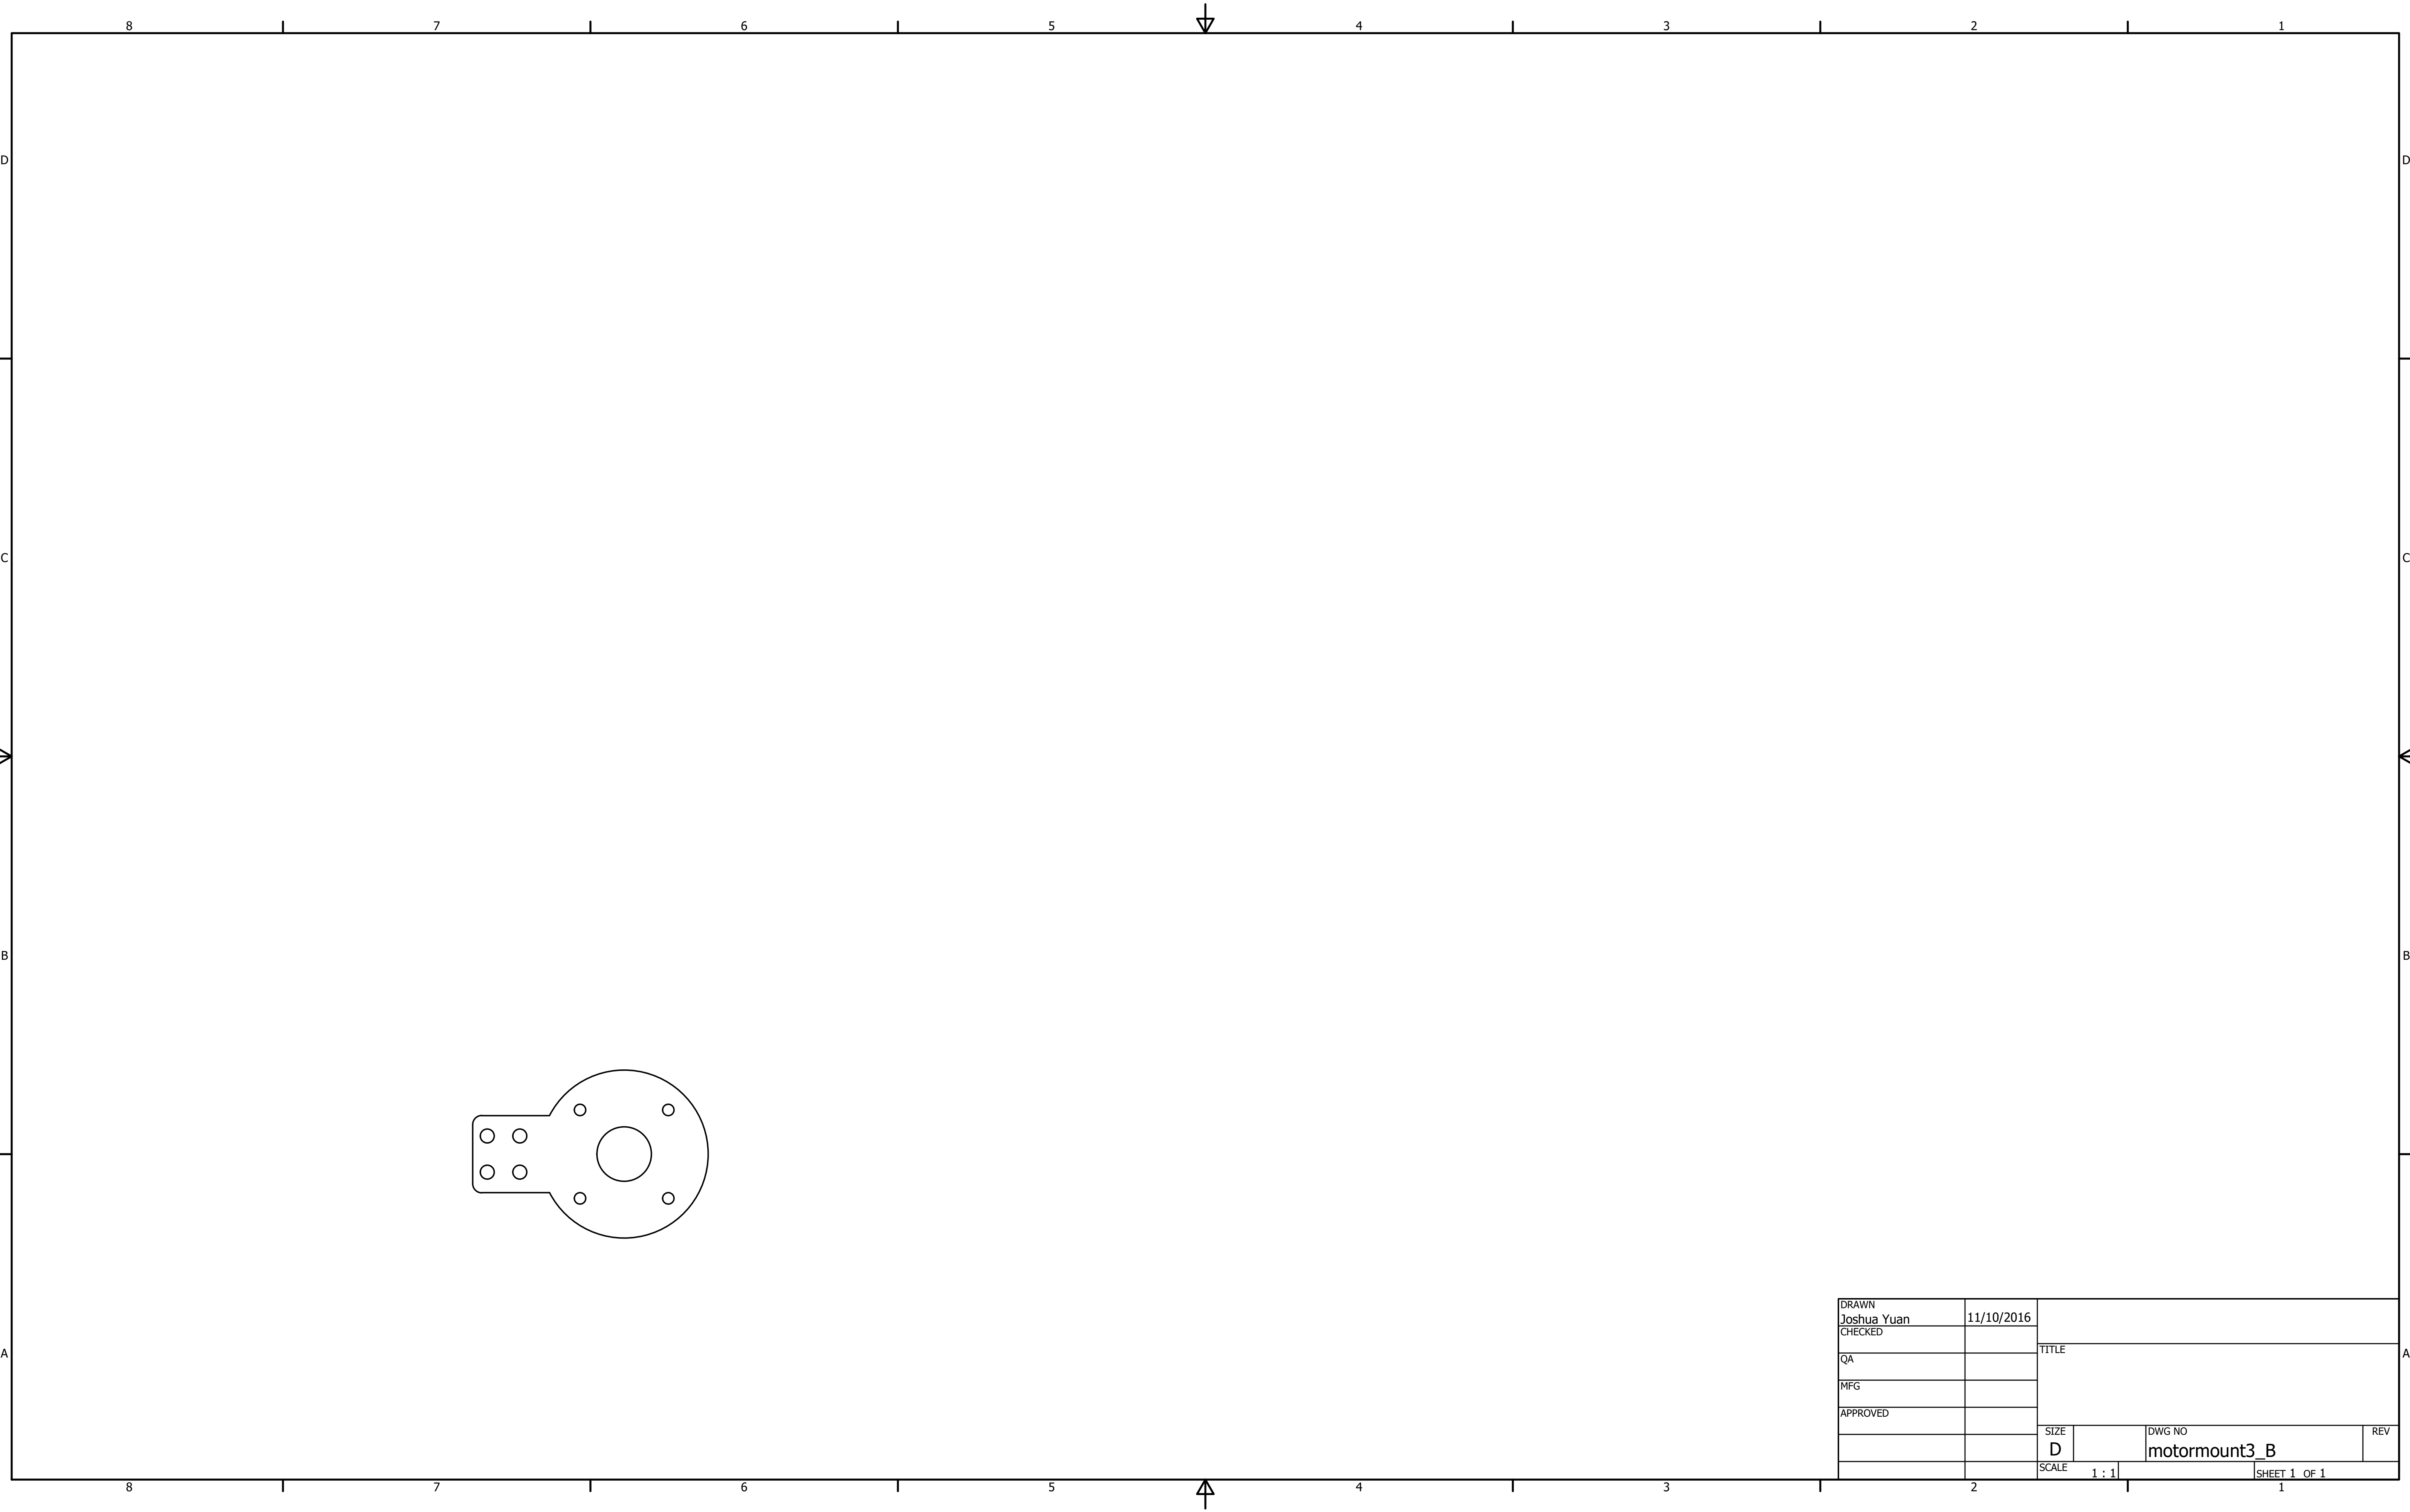 8 7 6 5 4 3 2 1
D D
C C
B B
A A
DRAWN
Joshua Yuan 11/10/2016
CHECKED
QA
MFG
APPROVED
TITLE
SIZE
D
DWG NO
motormount3_B
REV
SCALE 1 : 1
SHEET 1 OF 1
8 7 6 5 4 3 2 1